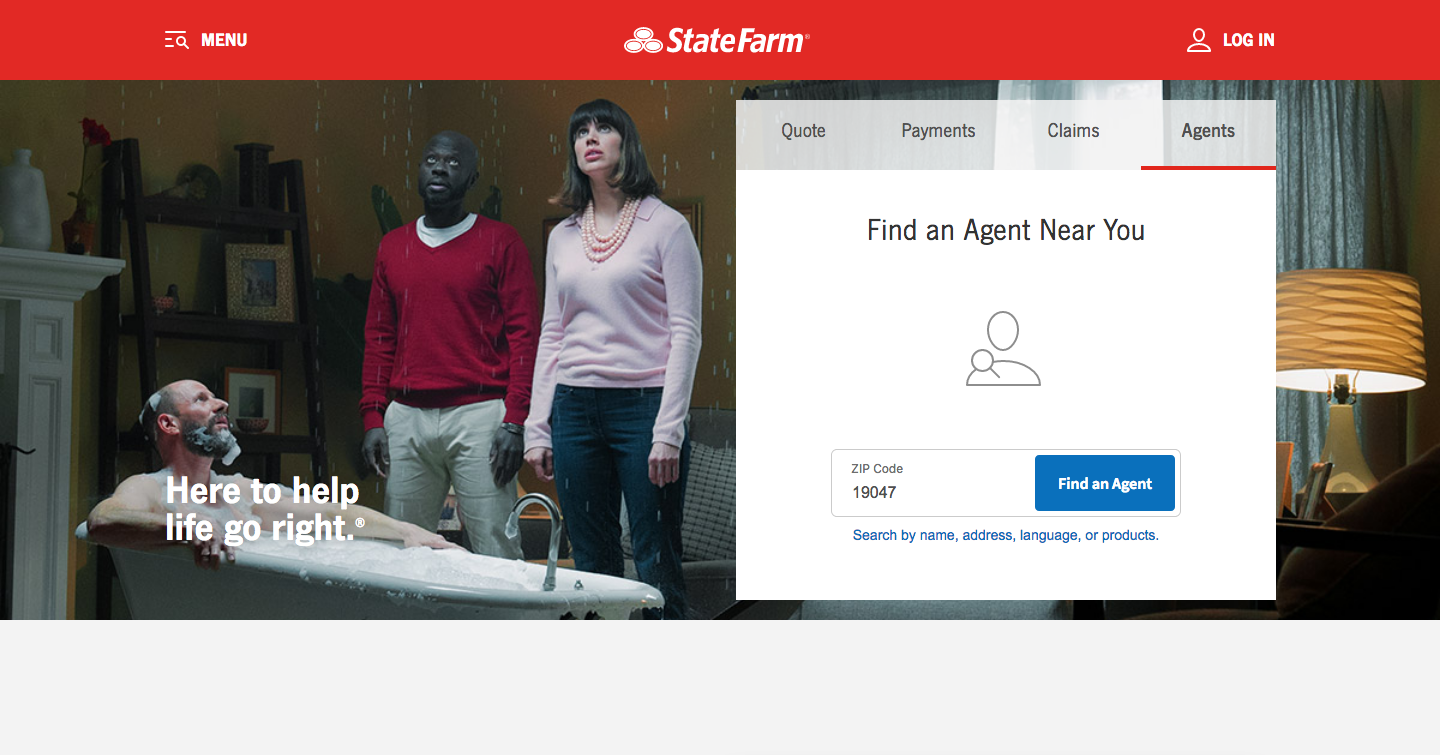 MENU
StateFarm®
LOG IN
Quote
Payments
Claims
Agents
Find an Agent Near You
ZIP Code
19047
Find an Agent
Search by name, address, language, or products.
Here to help
life go right.®